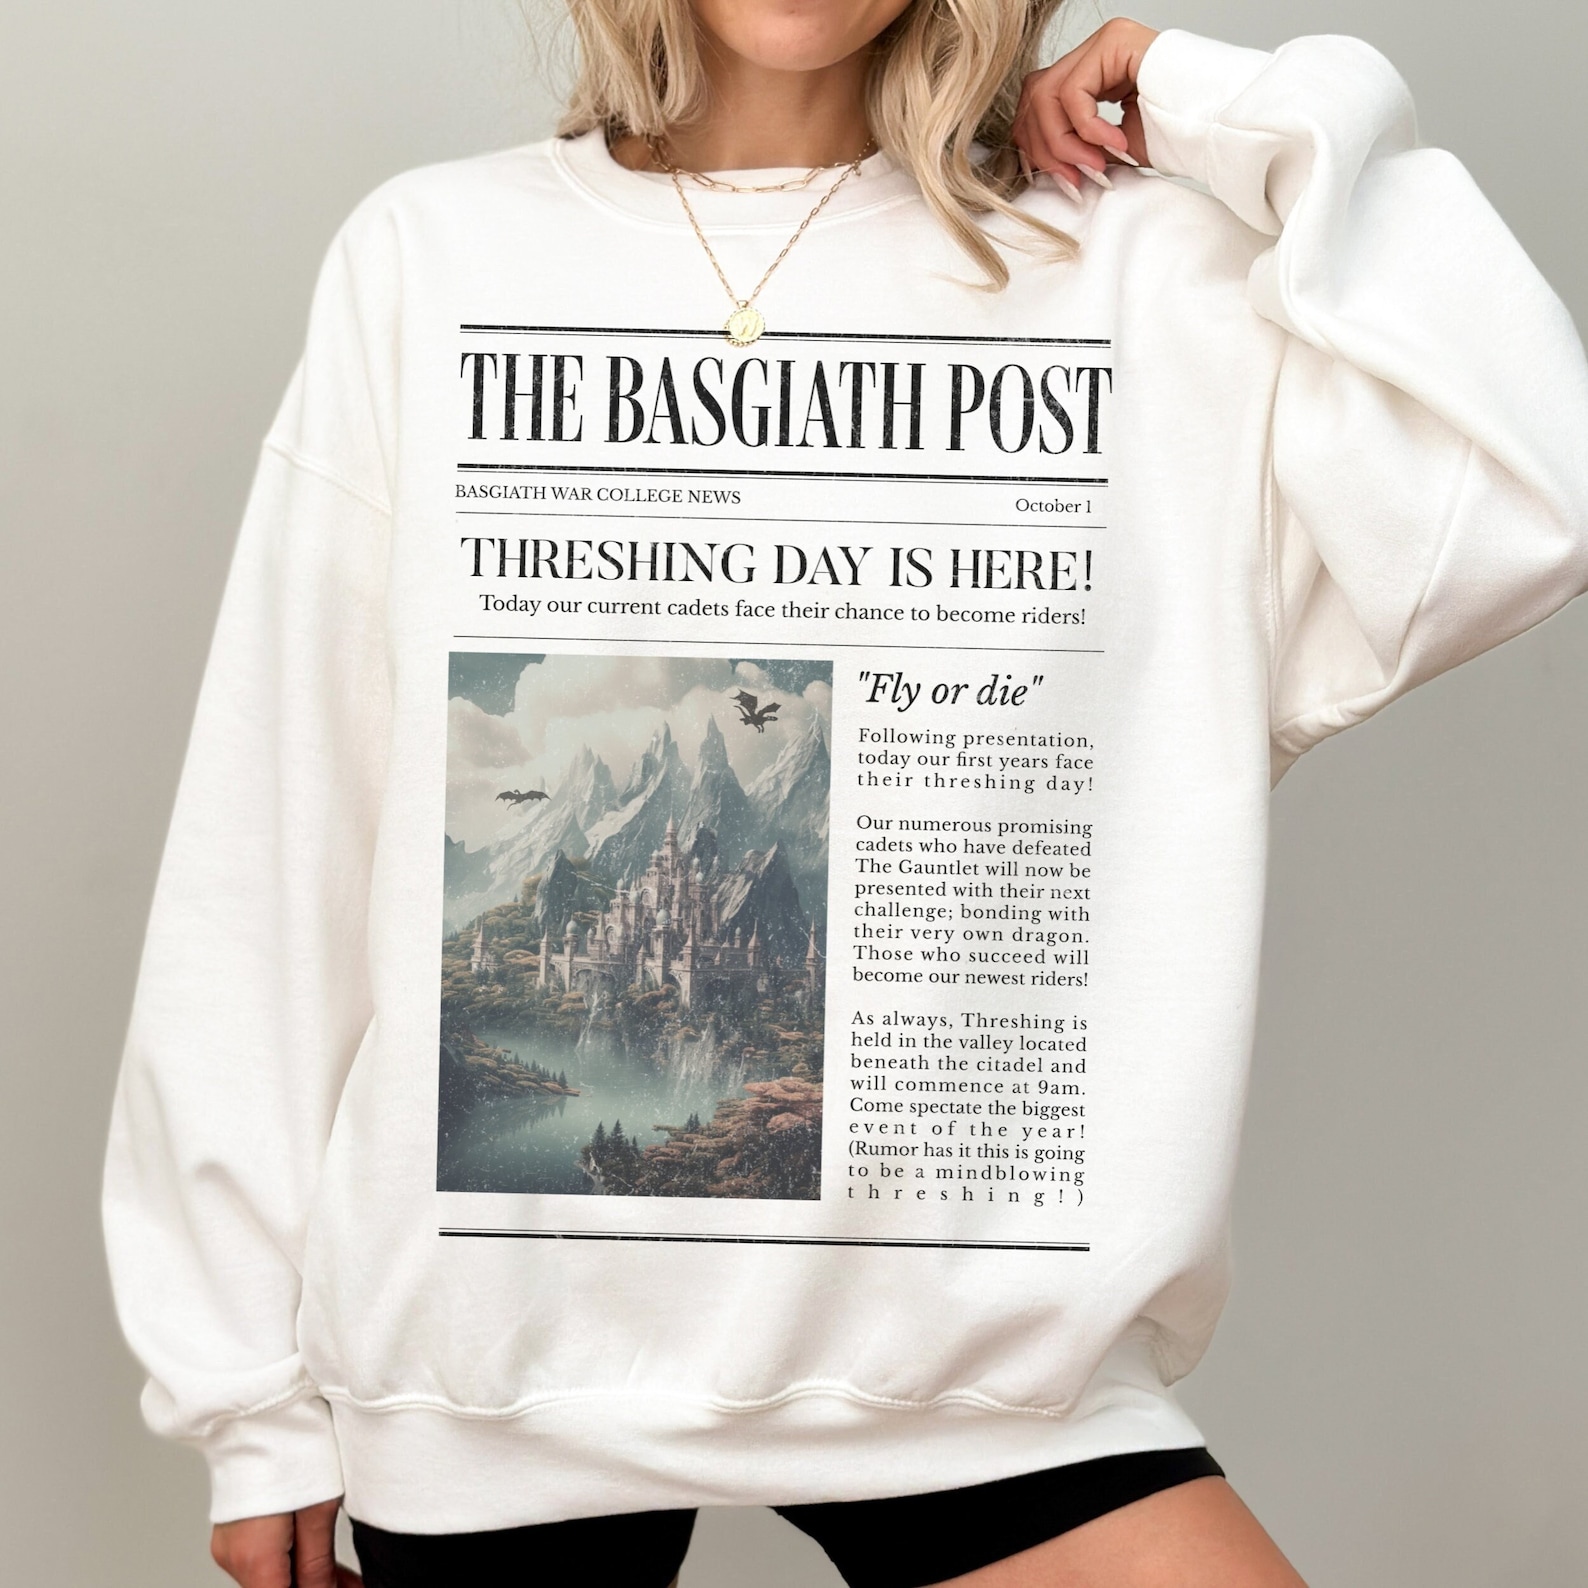 THE BASGIATH POST
BASGIATH WAR COLLEGE NEWS October 1
THRESHING DAY IS HERE!
Today our current cadets face their chance to become riders!
"Fly or die"
Following presentation,
today our first years face
their threshing day!
Our numerous promising
cadets who have defeated
The Gauntlet will now be
presented with their next
challenge; bonding with
their very own dragon.
Those who succeed will
become our newest riders!
As always, Threshing is
held in the valley located
beneath the citadel and
will commence at 9am.
Come spectate the biggest
event of the year!
(Rumor has it this is going
to be a mindblowing
threshing!)